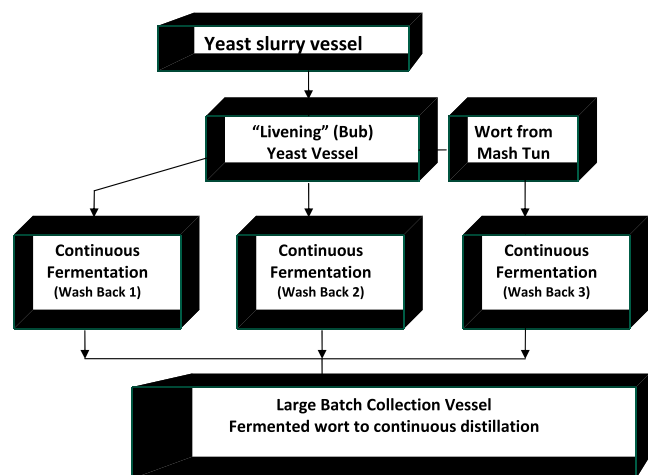 Yeast slurry vessel
“Livening” (Bub)
Yeast Vessel
Wort from
Mash Tun
Continuous
Fermentation
(Wash Back 1)
Continuous
Fermentation
(Wash Back 2)
Continuous
Fermentation
(Wash Back 3)
Large Batch Collection Vessel
Fermented wort to continuous distillation